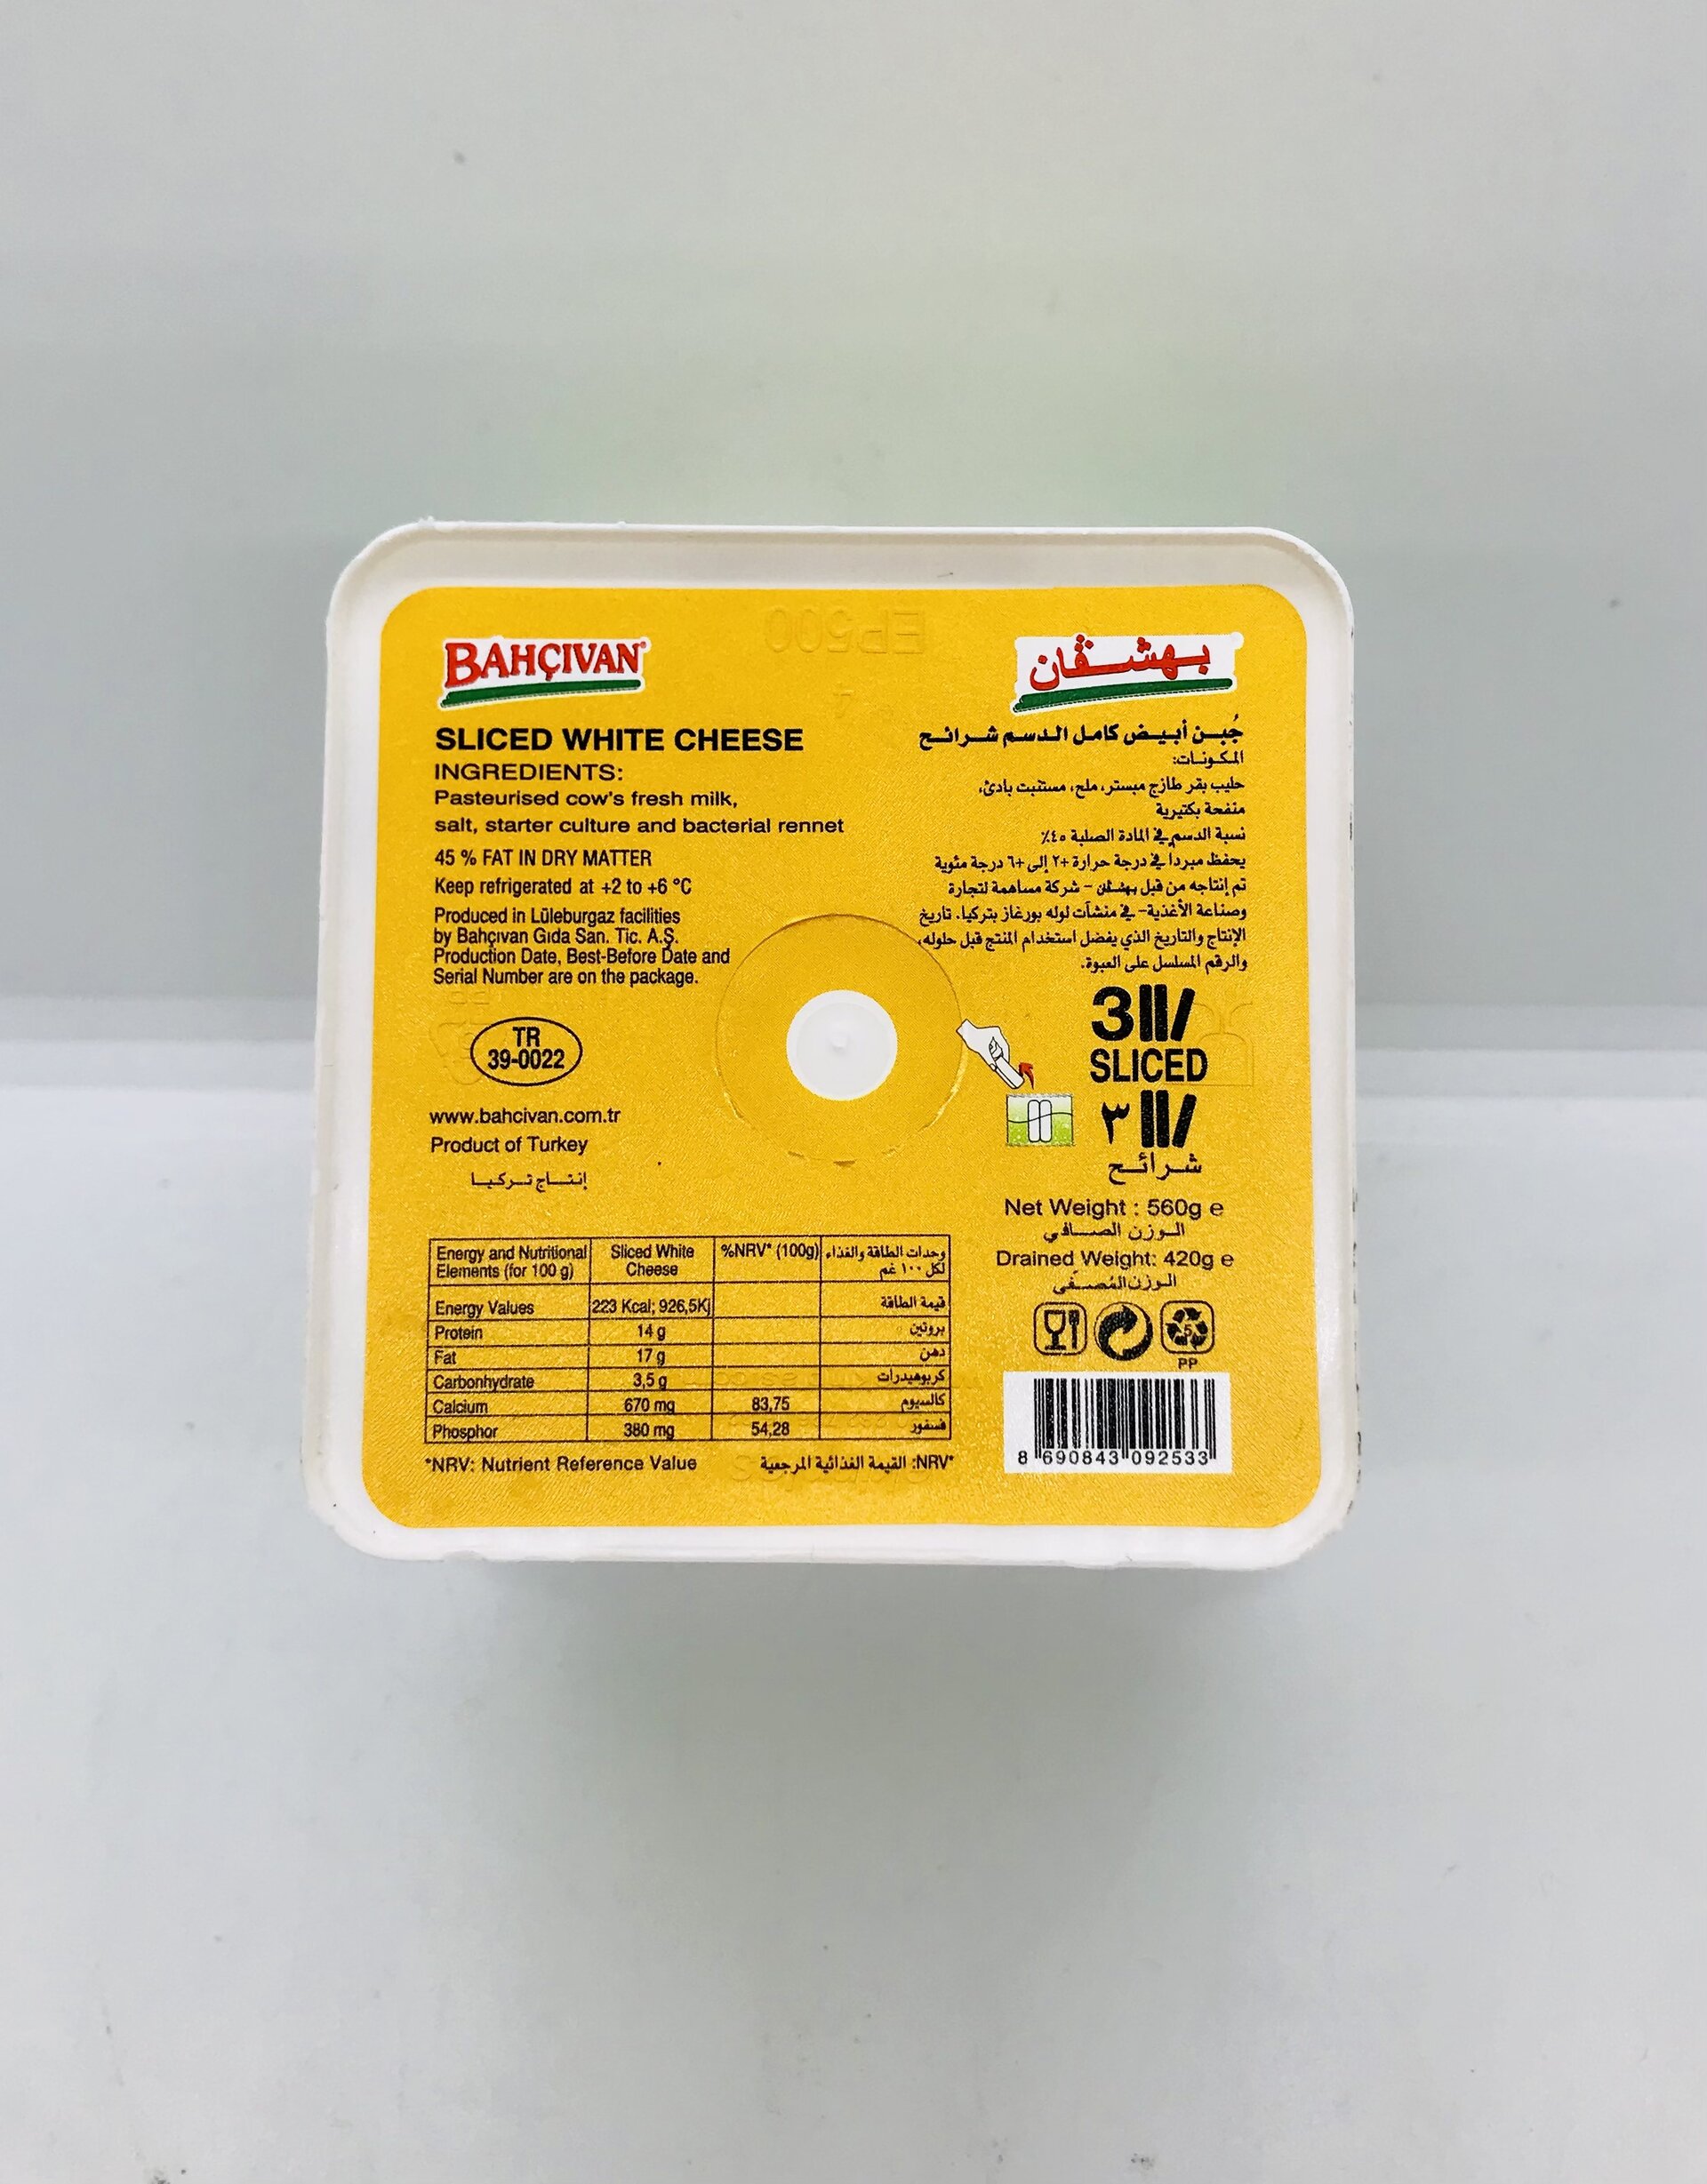 EP500
4
BAHÇIVAN
SLICED WHITE CHEESE
INGREDIENTS:
Pasteurised cow's fresh milk,
salt, starter culture and bacterial rennet
45 % FAT IN DRY MATTER
Keep refrigerated at +2 to +6 °C
Produced in Lüleburgaz facilities
by Bahçıvan Gıda San. Tic. A.Ş.
Production Date, Best-Before Date and
Serial Number are on the package.
TR
39-0022
www.bahcivan.com.tr
Product of Turkey
إنتاج تركيا
بهشڤان
جُبن أبيض كامل الدسم شرائح
المكونات:
حليب بقر طازج مبستر، ملح، مستنبت بادئ،
منفحة بكتيرية
نسبة الدسم في المادة الصلبة ٤٥٪
يحفظ مبرداً في درجة حرارة +٢ إلى +٦ درجة مئوية
تم إنتاجه من قبل بهشڤان - شركة مساهمة لتجارة
وصناعة الأغذية- في منشآت لوله بورغاز بتركيا. تاريخ
الإنتاج والتاريخ الذي يفضل استخدام المنتج قبل حلوله،
والرقم المسلسل على العبوة.
3
SLICED
٣
شرائح
Net Weight : 560g e
الوزن الصافي
Drained Weight: 420g e
الوزن المُصفّى
5
PP
8 690843 092533
Energy and Nutritional Elements (for 100 g) Sliced White Cheese %NRV* (100g) وحدات الطاقة والغذاء لكل ١٠٠ غم
Energy Values 223 Kcal; 926,5Kj قيمة الطاقة
Protein 14 g بروتين
Fat 17 g دهن
Carbonhydrate 3,5 g كربوهيدرات
Calcium 670 mg 83,75 كالسيوم
Phosphor 380 mg 54,28 فسفور
*NRV: Nutrient Reference Value
*NRV: القيمة الغذائية المرجعية